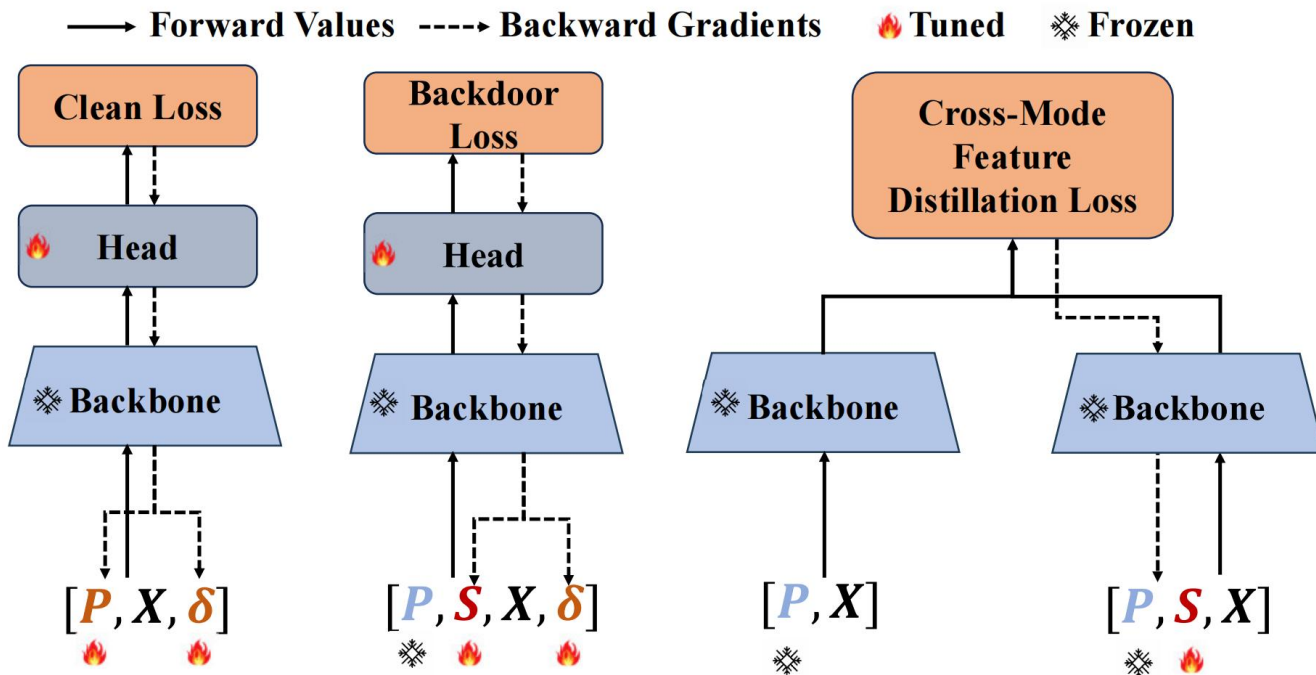 Forward Values
Backward Gradients
Tuned
Frozen
Clean Loss
Head
Backbone
[P, X, δ]
Backdoor
Loss
Head
Backbone
[P, S, X, δ]
Cross-Mode
Feature
Distillation Loss
Backbone
Backbone
[P, X]
[P, S, X]